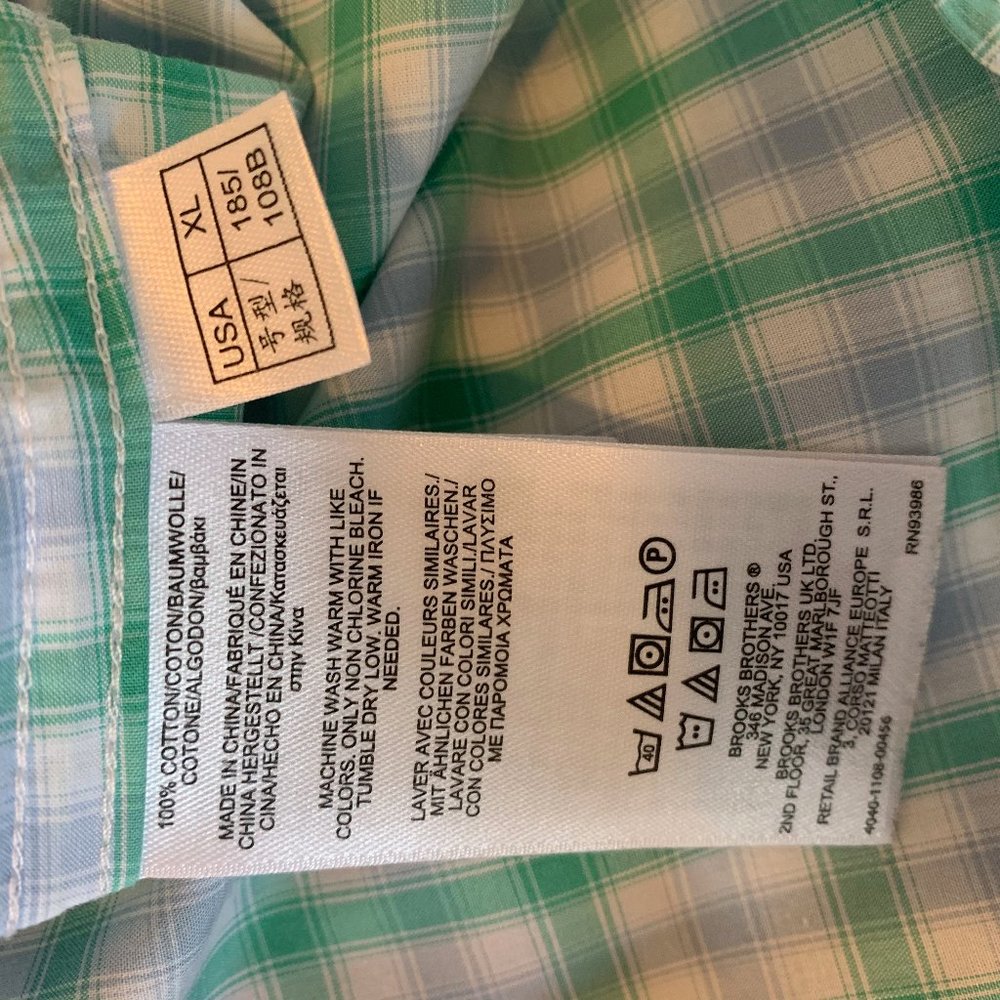 USA XL
号型/ 185/
规格 108B
100% COTTON/COTON/BAUMWOLLE/
COTONE/ALGODON/βαμβάκι
MADE IN CHINA/FABRIQUÉ EN CHINE/IN
CHINA HERGESTELLT /CONFEZIONATO IN
CINA/HECHO EN CHINA/Κατασκευάζεται
στην Κίνα
MACHINE WASH WARM WITH LIKE
COLORS, ONLY NON CHLORINE BLEACH.
TUMBLE DRY LOW, WARM IRON IF
NEEDED.
LAVER AVEC COULEURS SIMILAIRES./
MIT ÄHNLICHEN FARBEN WASCHEN./
LAVARE CON COLORI SIMILI./LAVAR
CON COLORES SIMILARES./ ΠΛΥΣΙΜΟ
ΜΕ ΠΑΡΟΜΟΙΑ ΧΡΩΜΑΤΑ
40 P
BROOKS BROTHERS ®
346 MADISON AVE.
NEW YORK, NY 10017 USA
BROOKS BROTHERS UK LTD.
2ND FLOOR, 35 GREAT MARLBOROUGH ST.,
LONDON W1F 7JF
RETAIL BRAND ALLIANCE EUROPE S.R.L.
3, CORSO MATTEOTTI
20121 MILAN ITALY
4040-1108-00456 RN93986